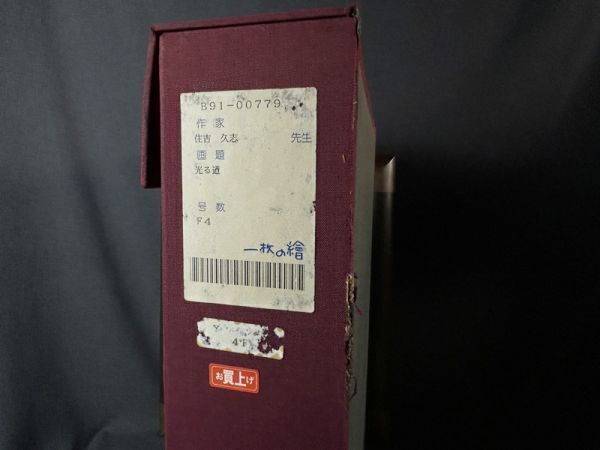 B91-00779
作家
住吉 久志 先生
画題
光る道
号数
F4
一枚の繪
4F
お買上げ